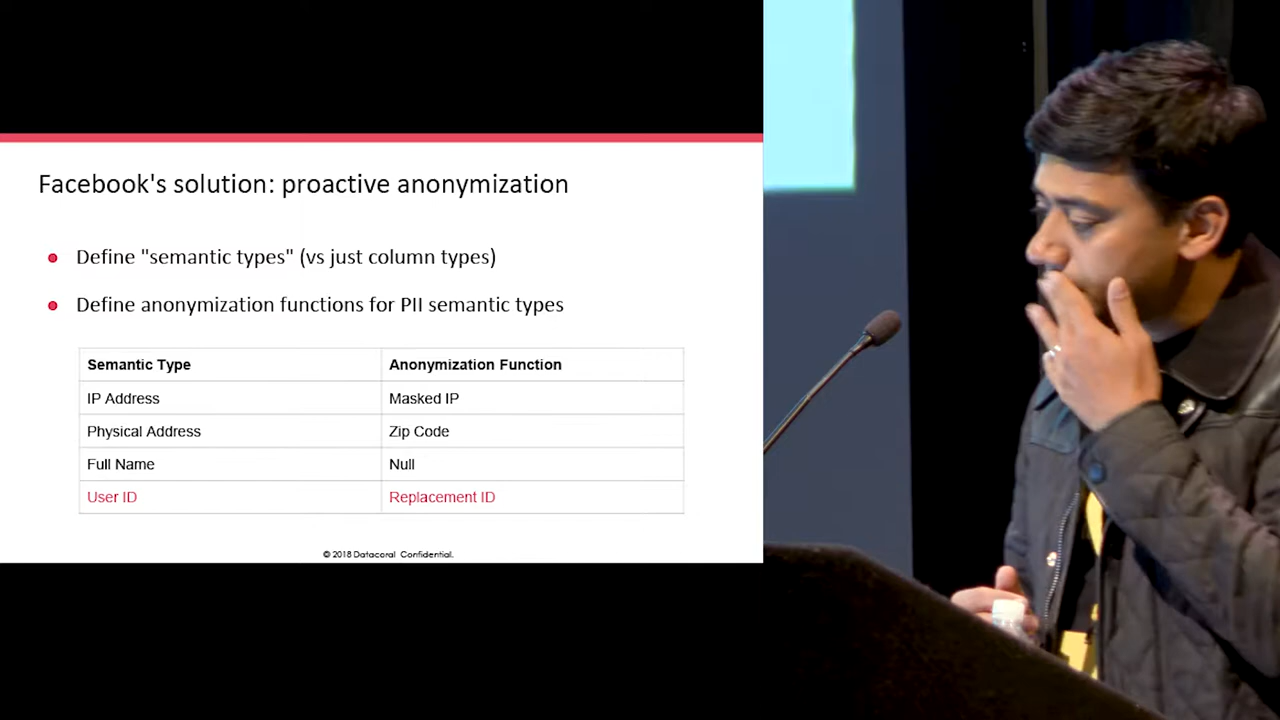 Facebook's solution: proactive anonymization
Define "semantic types" (vs just column types)
Define anonymization functions for PII semantic types
Semantic Type Anonymization Function
IP Address Masked IP
Physical Address Zip Code
Full Name Null
User ID Replacement ID
© 2018 Datacoral Confidential.